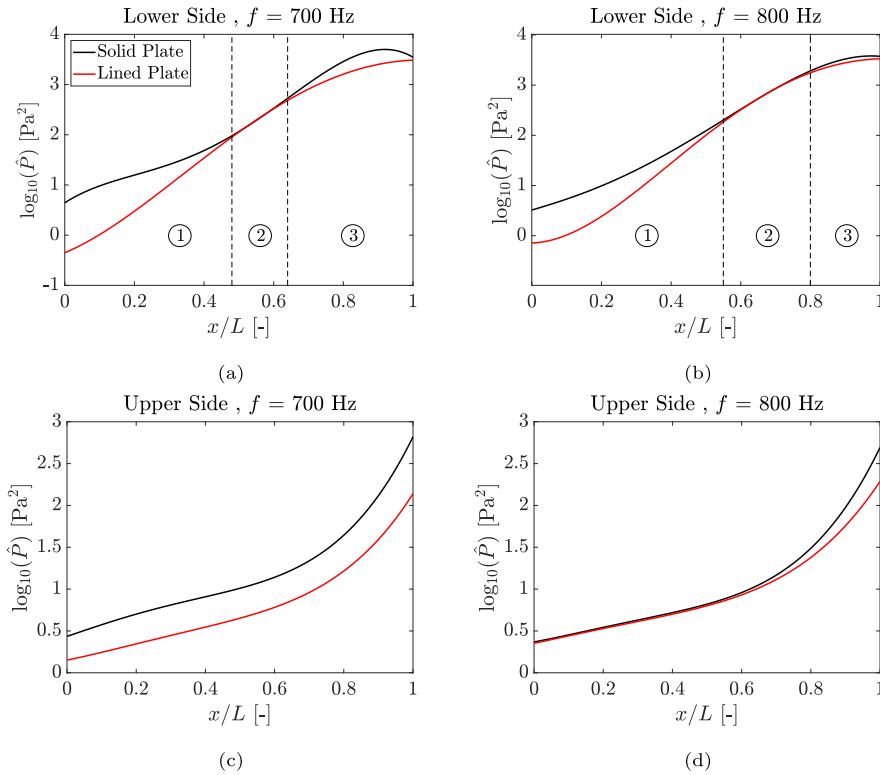 Lower Side , f = 700 Hz
4
3
2
1
0
-1
log₁₀(P̂) [Pa²]
Solid Plate
Lined Plate
① ② ③
0 0.2 0.4 0.6 0.8 1
x/L [-]
(a)
Lower Side , f = 800 Hz
4
3
2
1
0
log₁₀(P̂) [Pa²]
① ② ③
0 0.2 0.4 0.6 0.8 1
x/L [-]
(b)
Upper Side , f = 700 Hz
3
2.5
2
1.5
1
0.5
0
log₁₀(P̂) [Pa²]
0 0.2 0.4 0.6 0.8 1
x/L [-]
(c)
Upper Side , f = 800 Hz
3
2.5
2
1.5
1
0.5
0
log₁₀(P̂) [Pa²]
0 0.2 0.4 0.6 0.8 1
x/L [-]
(d)